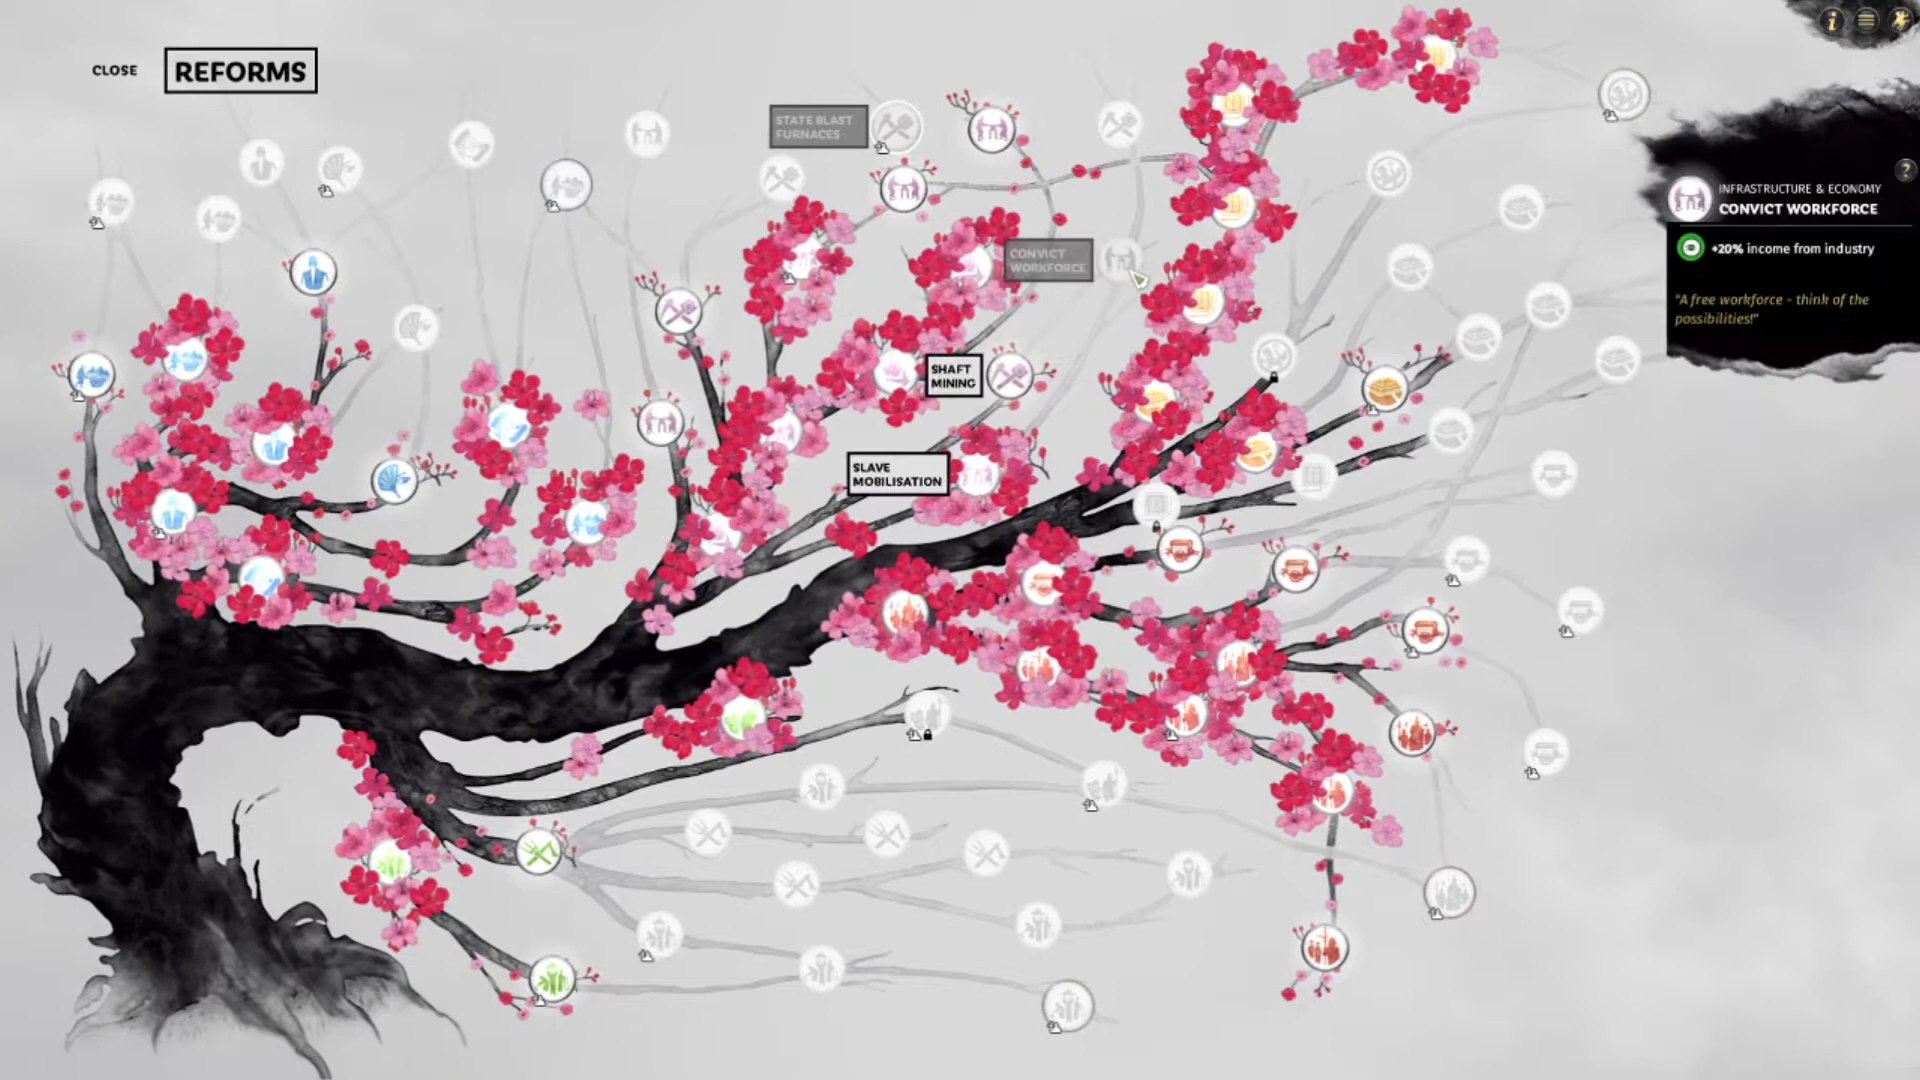 CLOSE
REFORMS
STATE BLAST
FURNACES
CONVICT
WORKFORCE
SHAFT
MINING
SLAVE
MOBILISATION
INFRASTRUCTURE & ECONOMY
CONVICT WORKFORCE
+20% income from industry
"A free workforce - think of the
possibilities!"
i
?